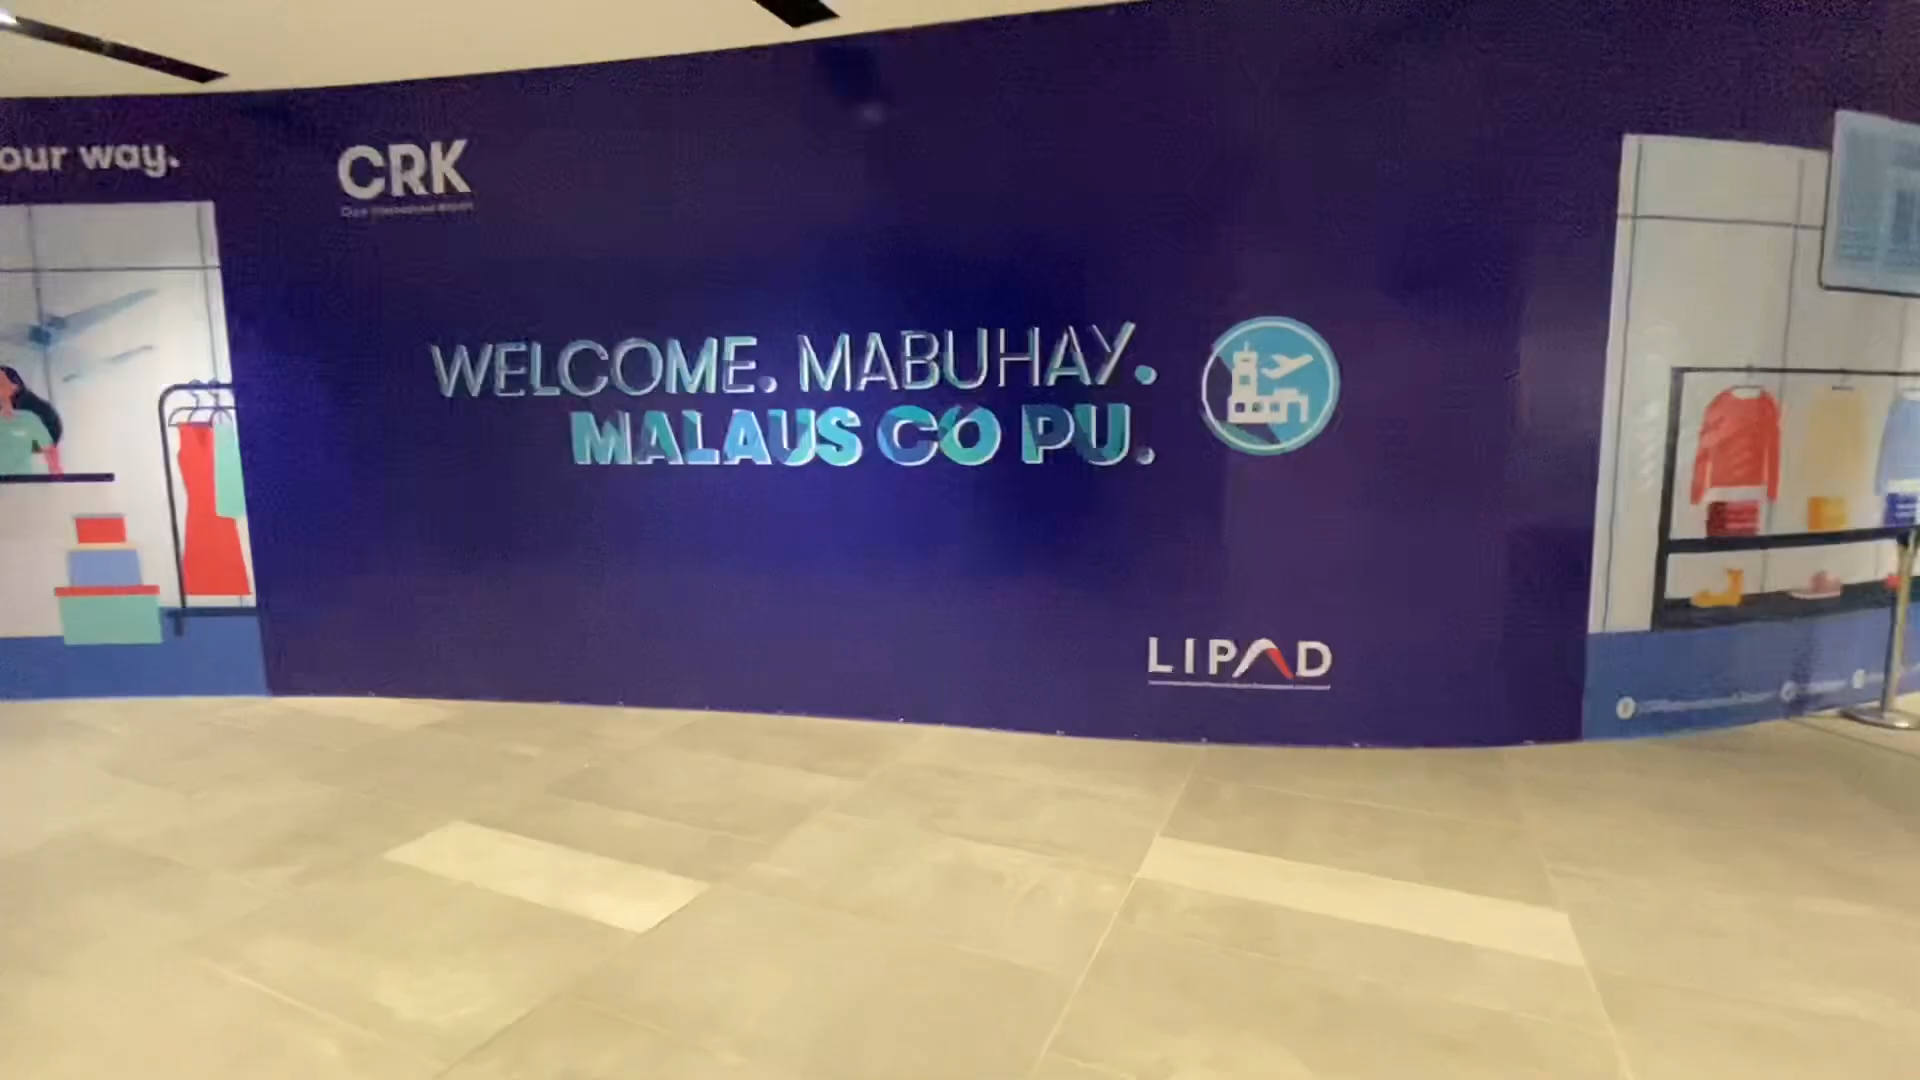 our way.
CRK
WELCOME. MABUHAY.
MALAUS CO PU.
LIPAD